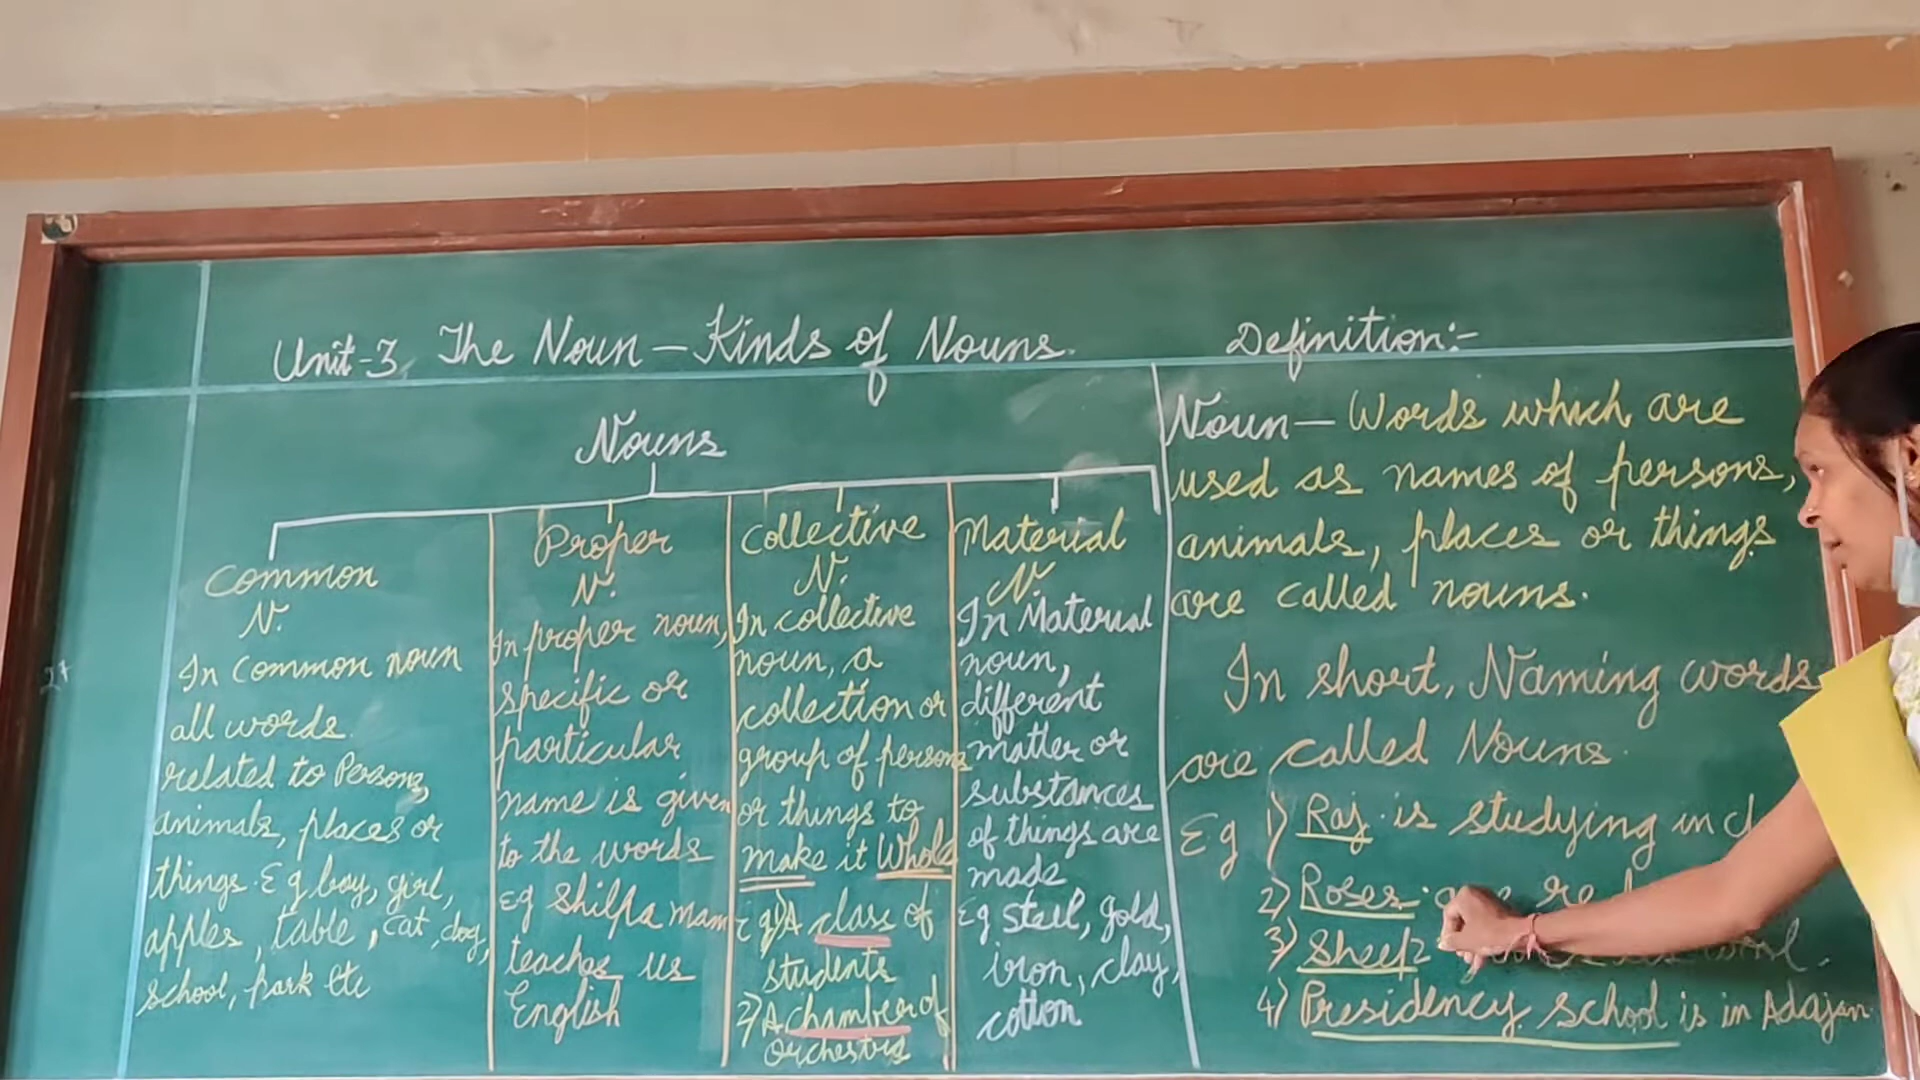 Unit-3 The Noun - Kinds of Nouns.
Nouns
Common
N.
In common noun
all words.
related to Persons,
animals, places or
things. Eg boy, girl,
apples, table, cat, dog,
school, park etc
Proper
N.
In proper noun,
specific or
particular
name is given
to the words
Eg Shilpa mam
teaches us
English
Collective
N.
In collective
noun, a
collection or
group of persons
or things to
make it Whole
Eg 1) A class of
students
2) A chamber of
Orchestra
Material
N.
In Material
noun,
different
matter or
substances
of things are
made
Eg steel, gold,
iron, clay,
cotton
Definition:-
Noun - Words which are
used as names of persons,
animals, places or things
are called nouns.
In short, Naming words
are called Nouns.
Eg 1) Raj is studying in
2) Roses
3) Sheep
4) Presidency school is in Adajan.